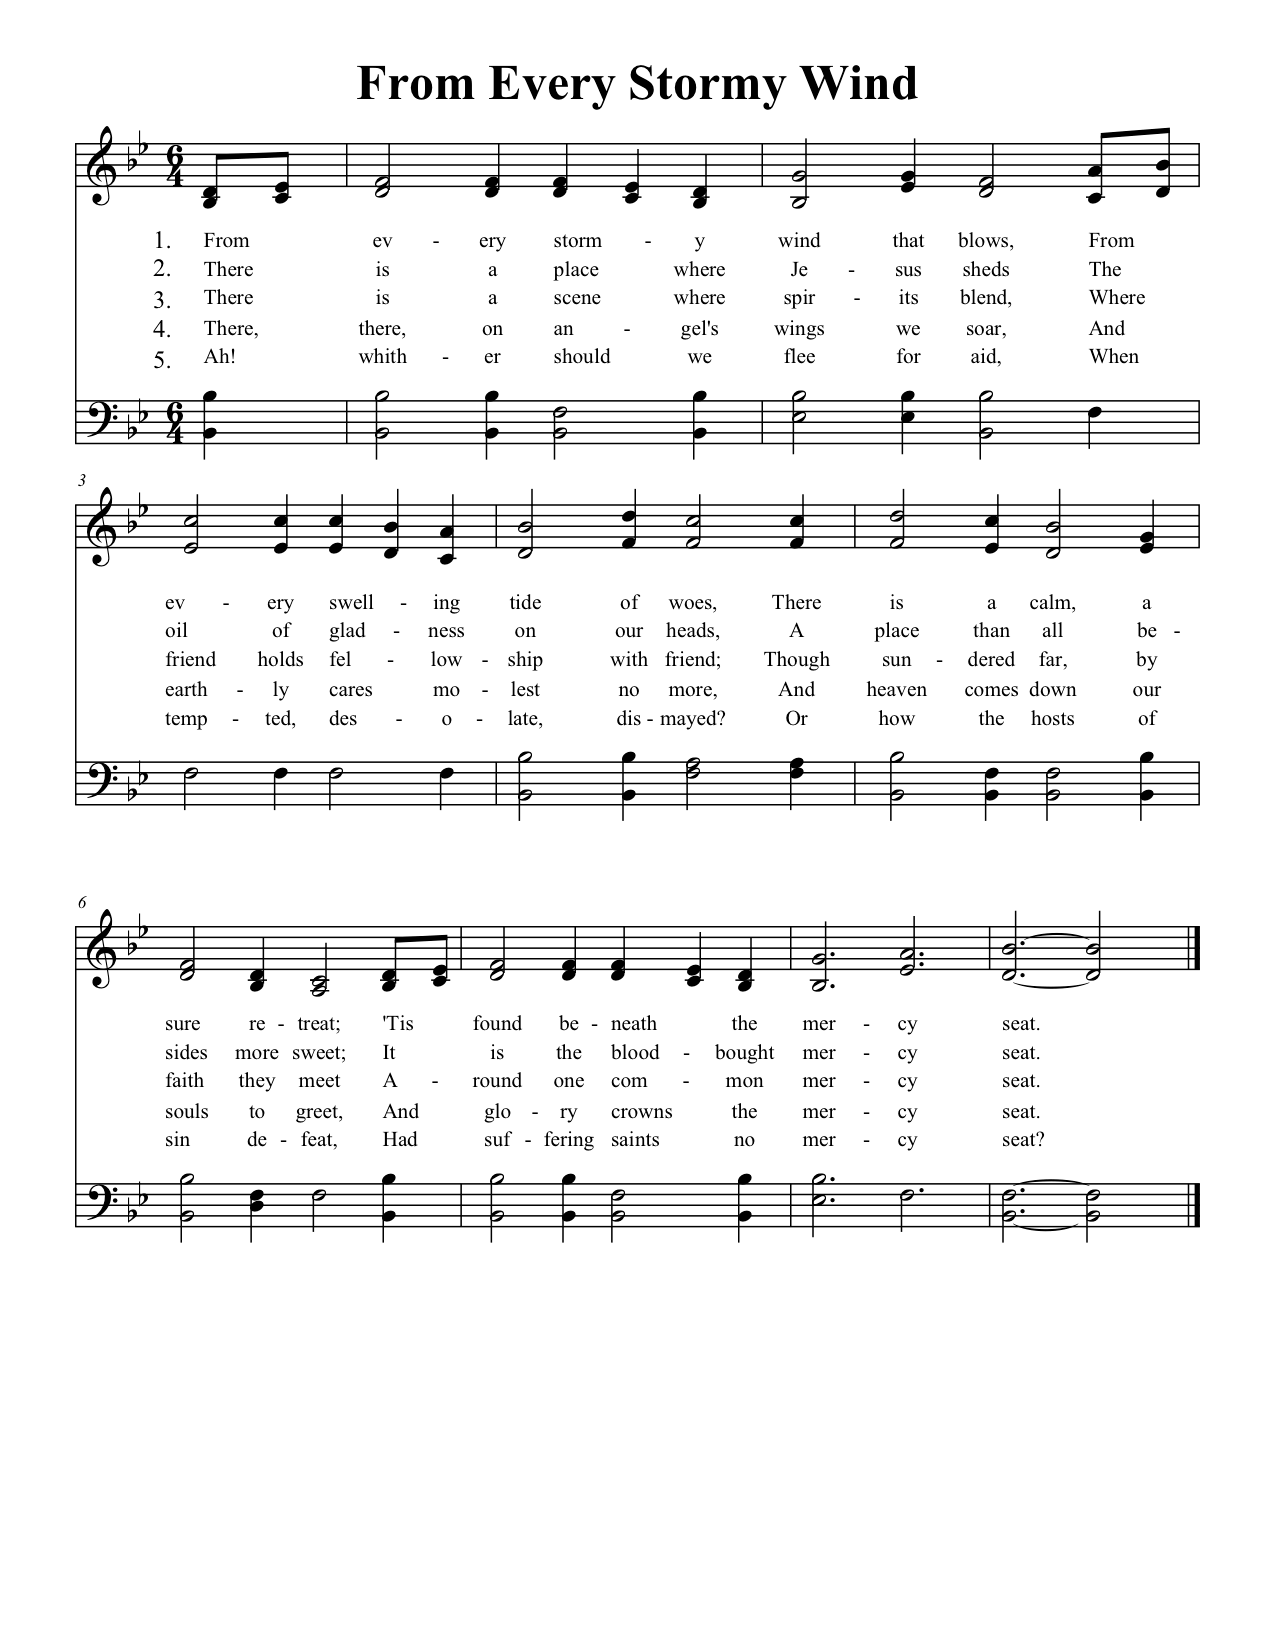 From Every Stormy Wind
6
4
1. From ev - ery storm - y wind that blows, From
2. There is a place where Je - sus sheds The
3. There is a scene where spir - its blend, Where
4. There, there, on an - gel's wings we soar, And
5. Ah! whith - er should we flee for aid, When
6
4
3
ev - ery swell - ing tide of woes, There is a calm, a
oil of glad - ness on our heads, A place than all be -
friend holds fel - low - ship with friend; Though sun - dered far, by
earth - ly cares mo - lest no more, And heaven comes down our
temp - ted, des - o - late, dis - mayed? Or how the hosts of
6
sure re - treat; 'Tis found be - neath the mer - cy seat.
sides more sweet; It is the blood - bought mer - cy seat.
faith they meet A - round one com - mon mer - cy seat.
souls to greet, And glo - ry crowns the mer - cy seat.
sin de - feat, Had suf - fering saints no mer - cy seat?